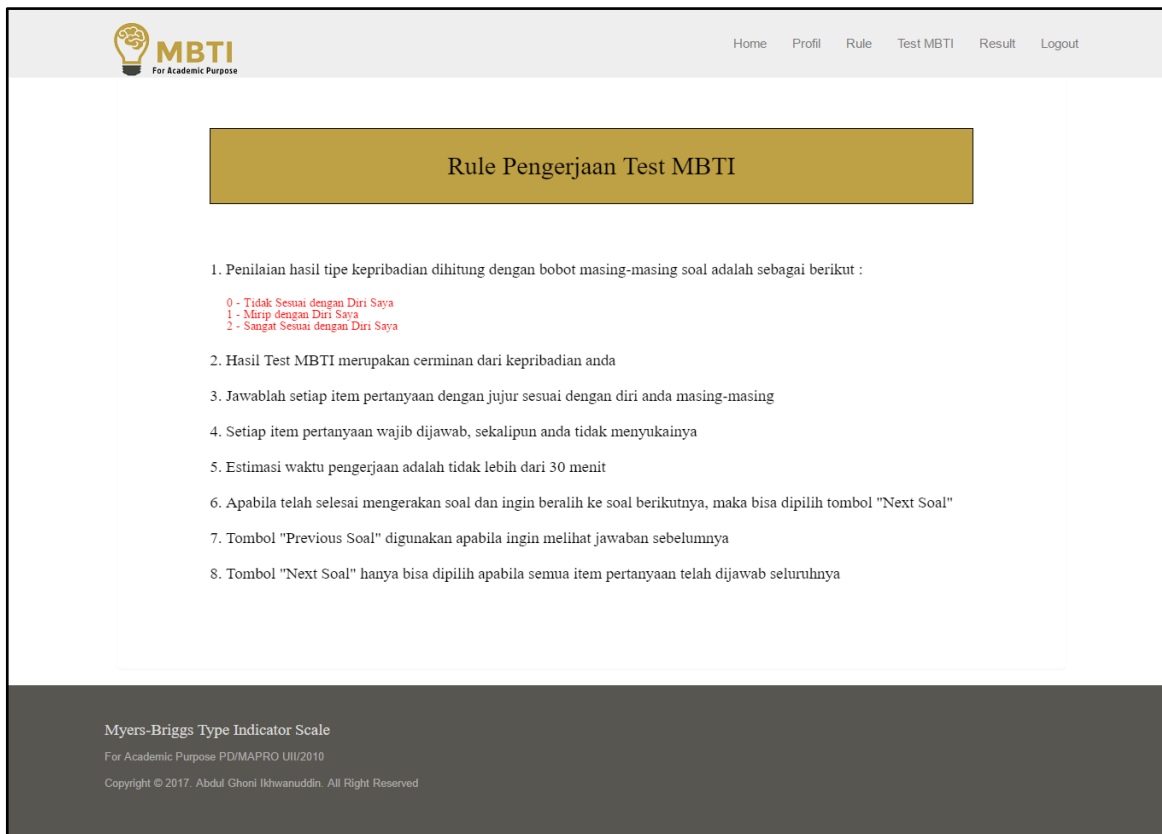 MBTI
For Academic Purpose
Home Profil Rule Test MBTI Result Logout
Rule Pengerjaan Test MBTI
1. Penilaian hasil tipe kepribadian dihitung dengan bobot masing-masing soal adalah sebagai berikut :
0 - Tidak Sesuai dengan Diri Saya
1 - Mirip dengan Diri Saya
2 - Sangat Sesuai dengan Diri Saya
2. Hasil Test MBTI merupakan cerminan dari kepribadian anda
3. Jawablah setiap item pertanyaan dengan jujur sesuai dengan diri anda masing-masing
4. Setiap item pertanyaan wajib dijawab, sekalipun anda tidak menyukainya
5. Estimasi waktu pengerjaan adalah tidak lebih dari 30 menit
6. Apabila telah selesai mengerakan soal dan ingin beralih ke soal berikutnya, maka bisa dipilih tombol "Next Soal"
7. Tombol "Previous Soal" digunakan apabila ingin melihat jawaban sebelumnya
8. Tombol "Next Soal" hanya bisa dipilih apabila semua item pertanyaan telah dijawab seluruhnya
Myers-Briggs Type Indicator Scale
For Academic Purpose PD/MAPRO UII/2010
Copyright © 2017. Abdul Ghoni Ikhwanuddin. All Right Reserved